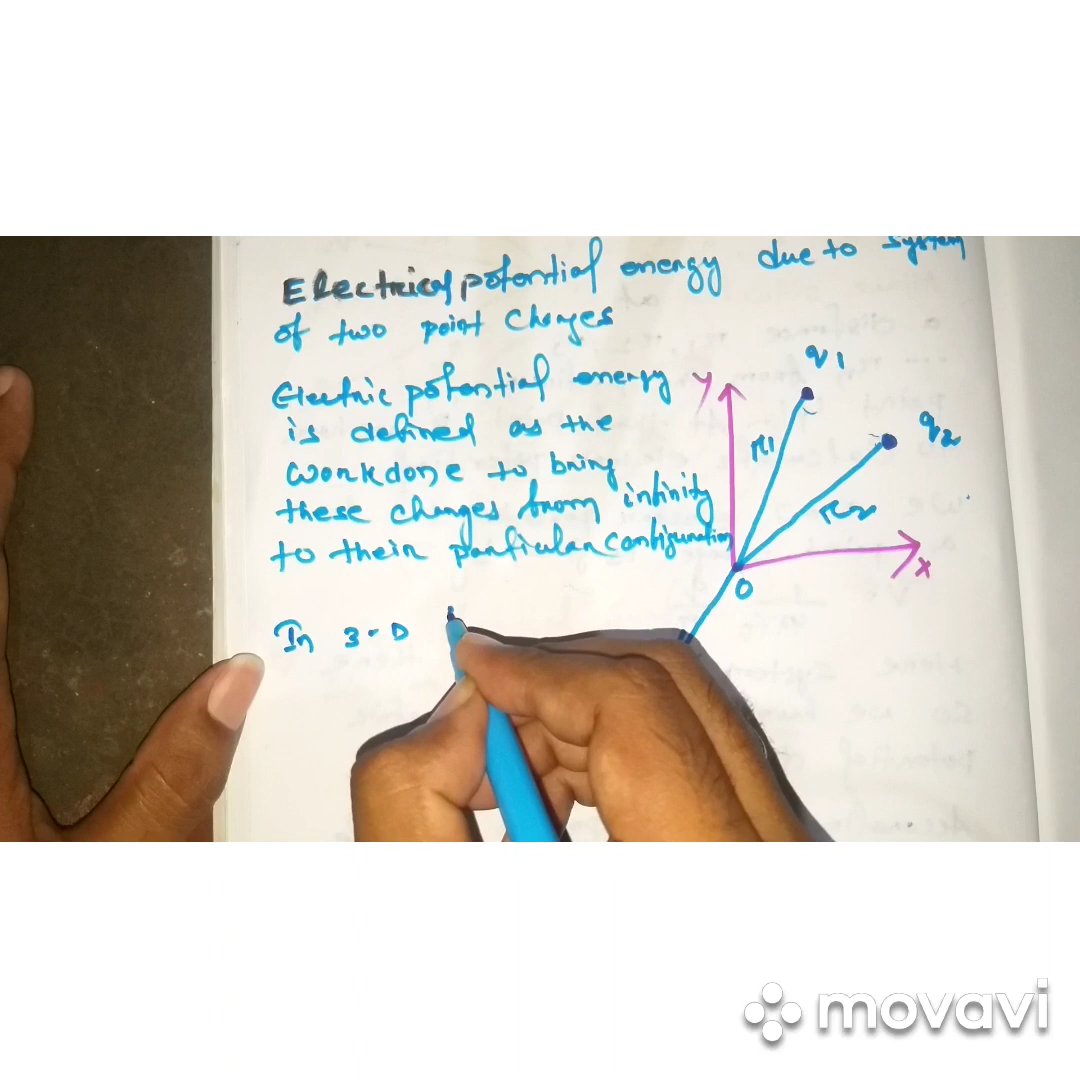 Electrical potential energy due to system
of two point charges
Electric potential energy
is defined as the
workdone to bring
these charges from infinity
to their particular configuration
In 3-D
y
q1
r1
q2
r2
x
O
movavi